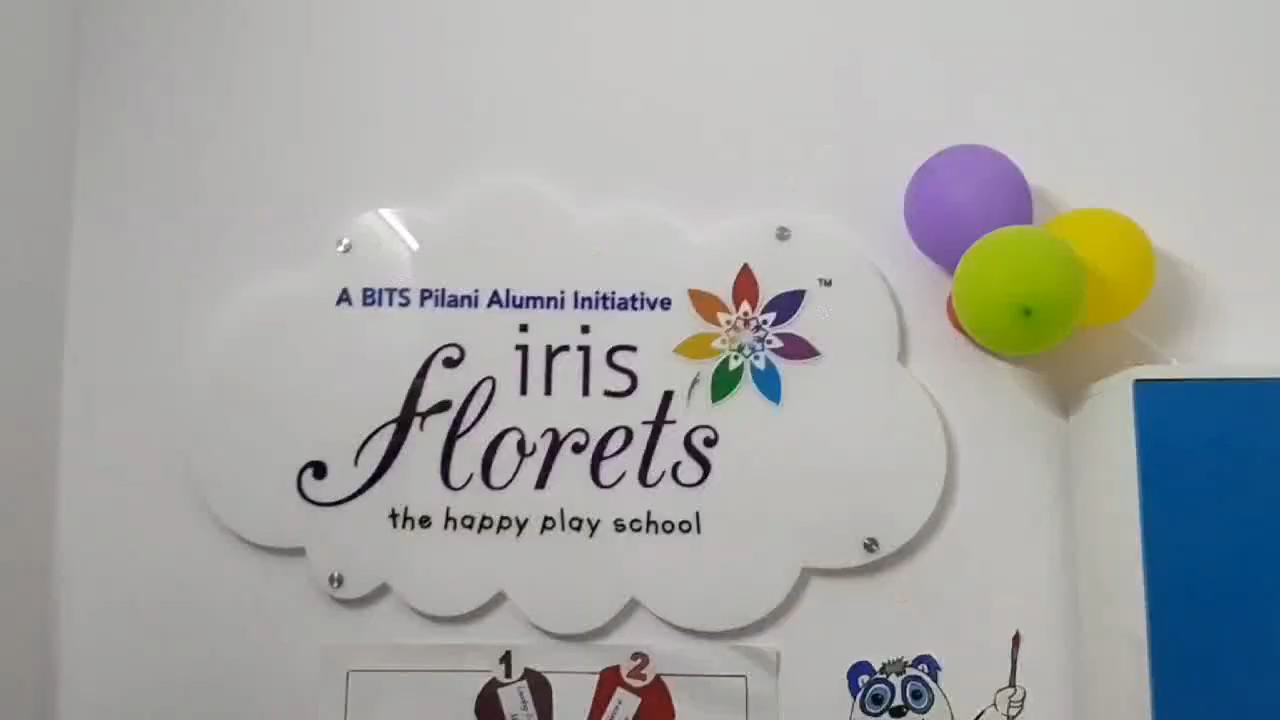 A BITS Pilani Alumni Initiative
TM
iris
florets
the happy play school
1 2